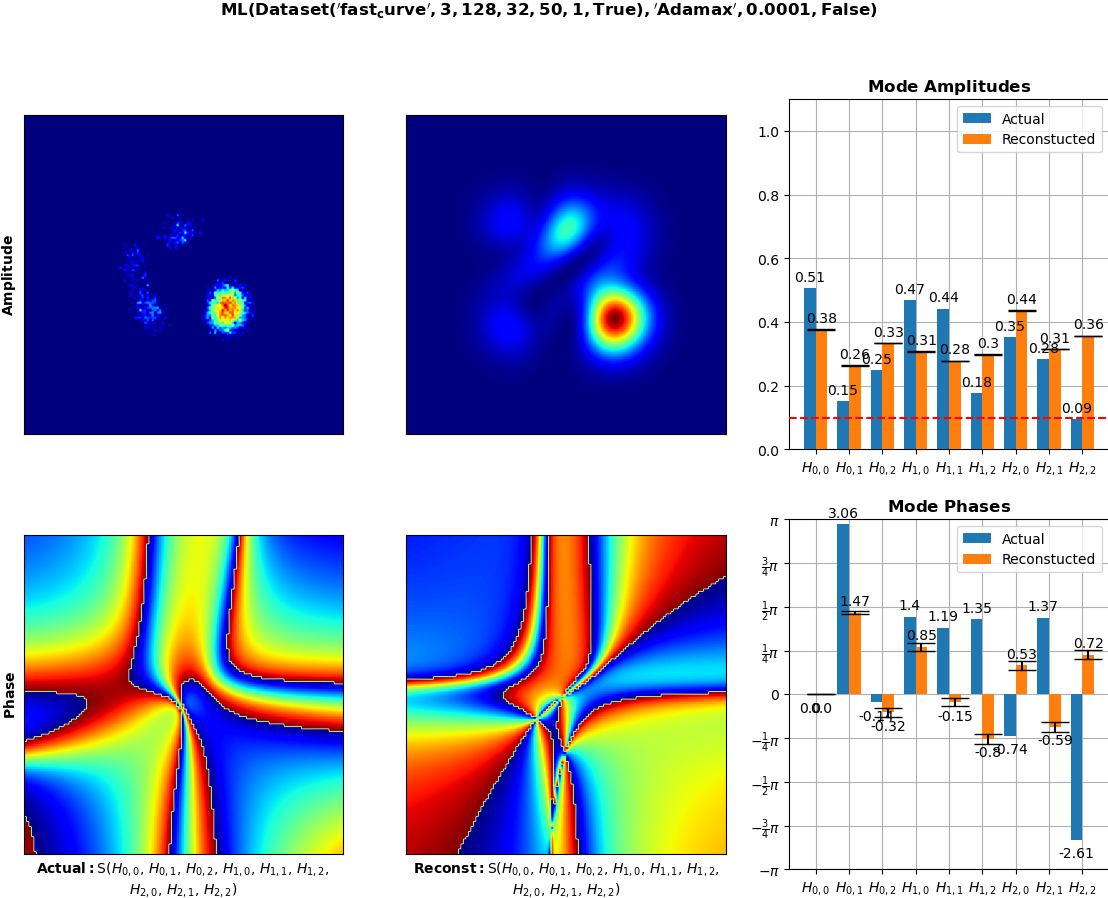 ML(Dataset(′fast_curve′, 3, 128, 32, 50, 1, True), ′Adamax′, 0.0001, False)
Amplitude
Mode Amplitudes
Actual
Reconstucted
1.0
0.8
0.6
0.4
0.2
0.0
0.51
0.38
0.15
0.26
0.25
0.33
0.47
0.31
0.44
0.28
0.18
0.3
0.35
0.44
0.28
0.31
0.09
0.36
H0,0 H0,1 H0,2 H1,0 H1,1 H1,2 H2,0 H2,1 H2,2
Phase
Actual: S(H0,0, H0,1, H0,2, H1,0, H1,1, H1,2,
H2,0, H2,1, H2,2)
Reconst: S(H0,0, H0,1, H0,2, H1,0, H1,1, H1,2,
H2,0, H2,1, H2,2)
Mode Phases
Actual
Reconstucted
π
3/4π
1/2π
1/4π
0
−1/4π
−1/2π
−3/4π
−π
0.0
0.0
3.06
1.47
-0.32
1.4
0.85
1.19
-0.15
1.35
-0.8
-0.74
0.53
1.37
-0.59
-2.61
0.72
H0,0 H0,1 H0,2 H1,0 H1,1 H1,2 H2,0 H2,1 H2,2